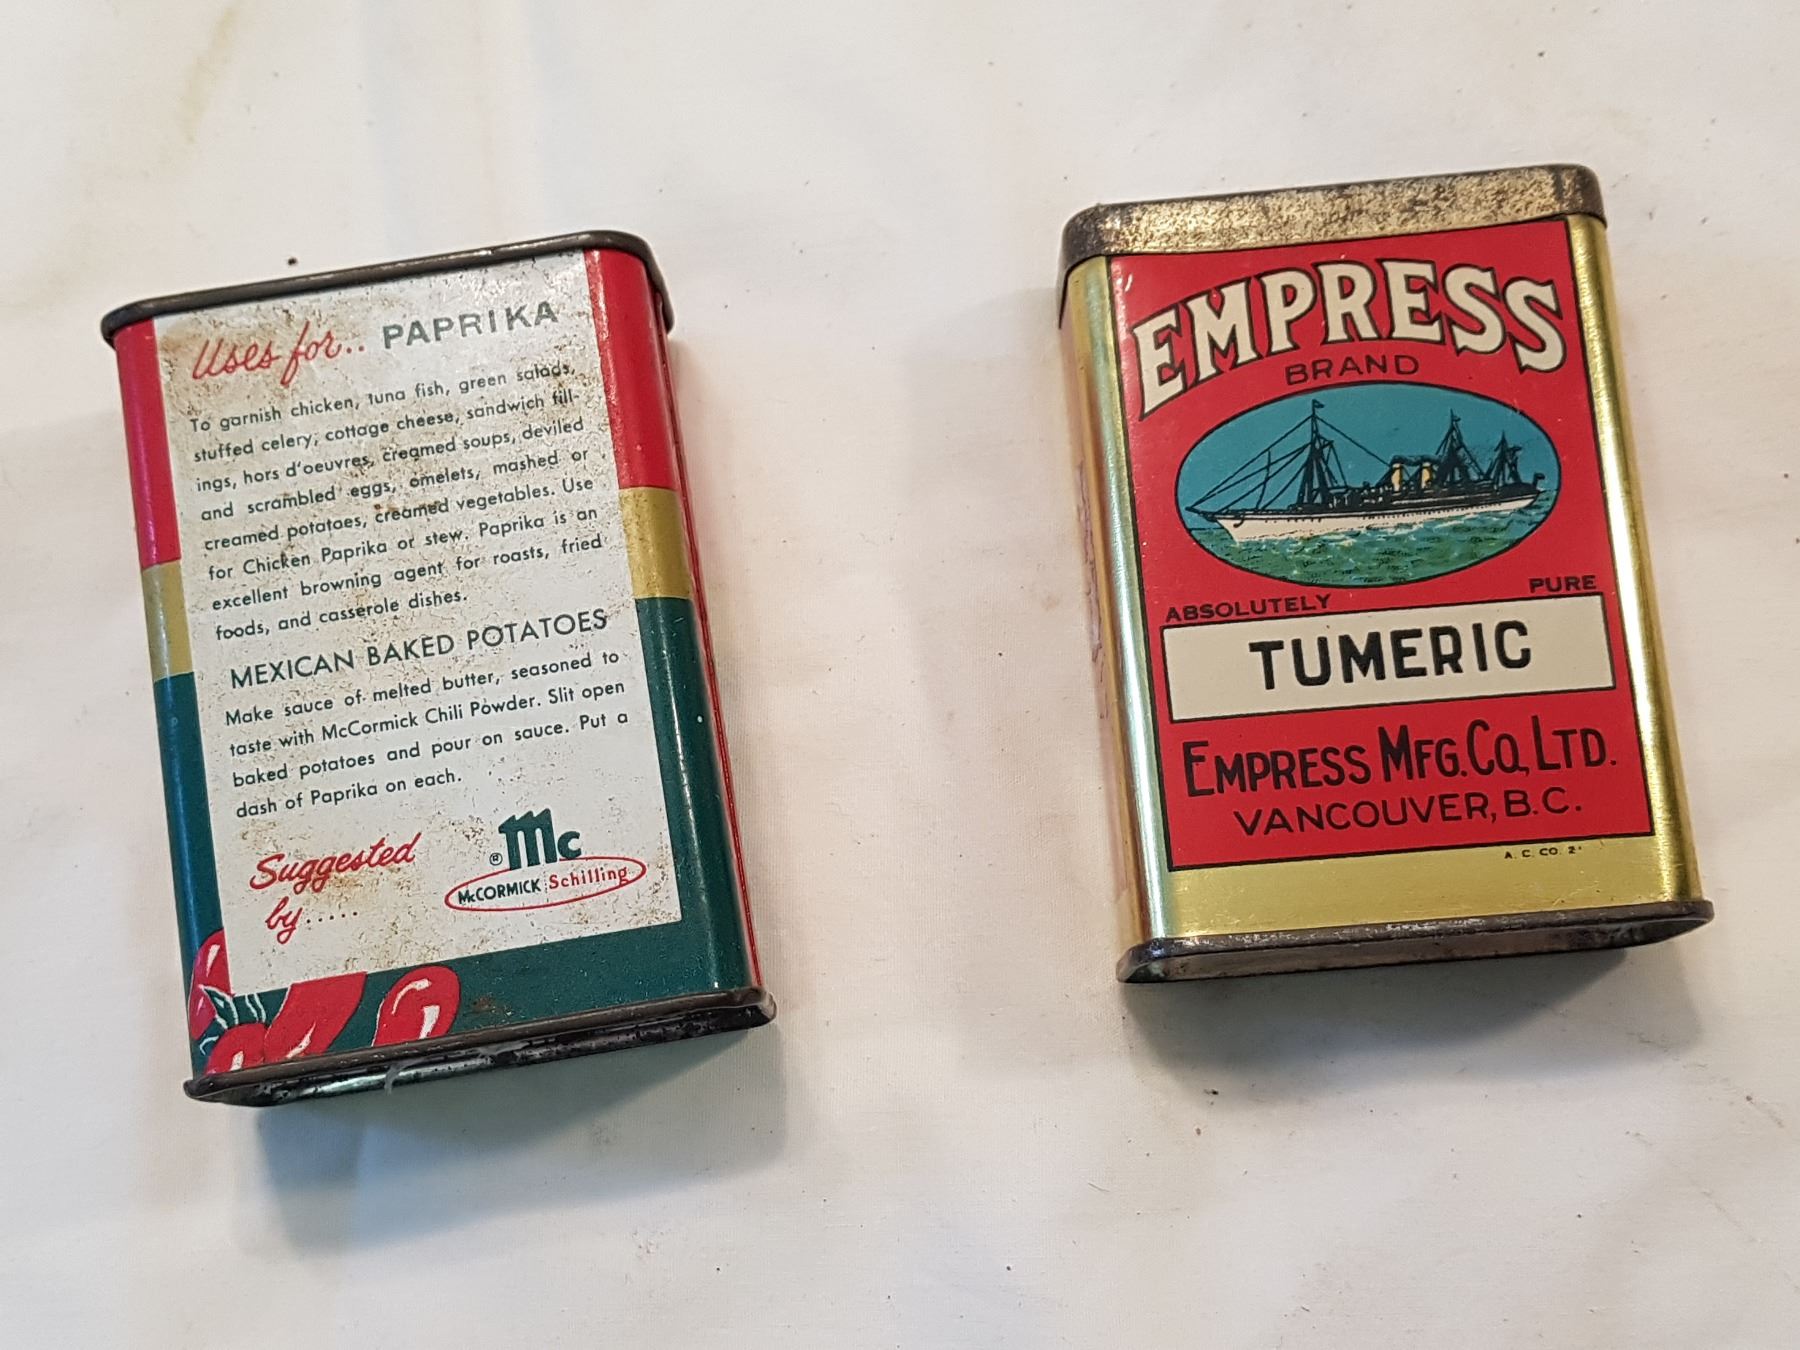 Uses for.. PAPRIKA
To garnish chicken, tuna fish, green salads,
stuffed celery, cottage cheese, sandwich fill-
ings, hors d'oeuvres, creamed soups, deviled
and scrambled eggs, omelets, mashed or
creamed potatoes, creamed vegetables. Use
for Chicken Paprika or stew. Paprika is an
excellent browning agent for roasts, fried
foods, and casserole dishes.
MEXICAN BAKED POTATOES
Make sauce of melted butter, seasoned to
taste with McCormick Chili Powder. Slit open
baked potatoes and pour on sauce. Put a
dash of Paprika on each.
Suggested
by.....
® Mc
McCORMICK Schilling
EMPRESS
BRAND
ABSOLUTELY PURE
TUMERIC
EMPRESS MFG. CO, LTD.
VANCOUVER, B.C.
A. C. CO. 2